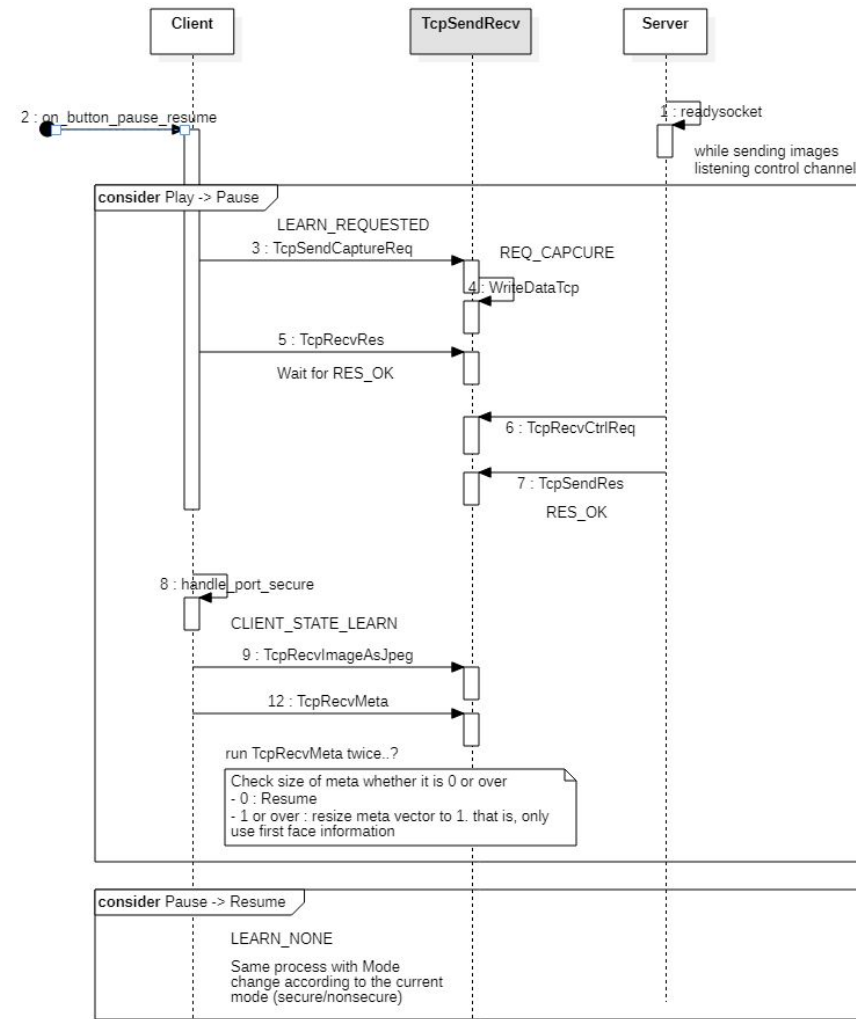 Client
TcpSendRecv
Server
2 : on_button_pause_resume
1 : readysocket
while sending images
listening control channel
consider Play -> Pause
LEARN_REQUESTED
3 : TcpSendCaptureReq
REQ_CAPCURE
4 : WriteDataTcp
5 : TcpRecvRes
Wait for RES_OK
6 : TcpRecvCtrlReq
7 : TcpSendRes
RES_OK
8 : handle_port_secure
CLIENT_STATE_LEARN
9 : TcpRecvImageAsJpeg
12 : TcpRecvMeta
run TcpRecvMeta twice..?
Check size of meta whether it is 0 or over
- 0 : Resume
- 1 or over : resize meta vector to 1. that is, only
use first face information
consider Pause -> Resume
LEARN_NONE
Same process with Mode
change according to the current
mode (secure/nonsecure)